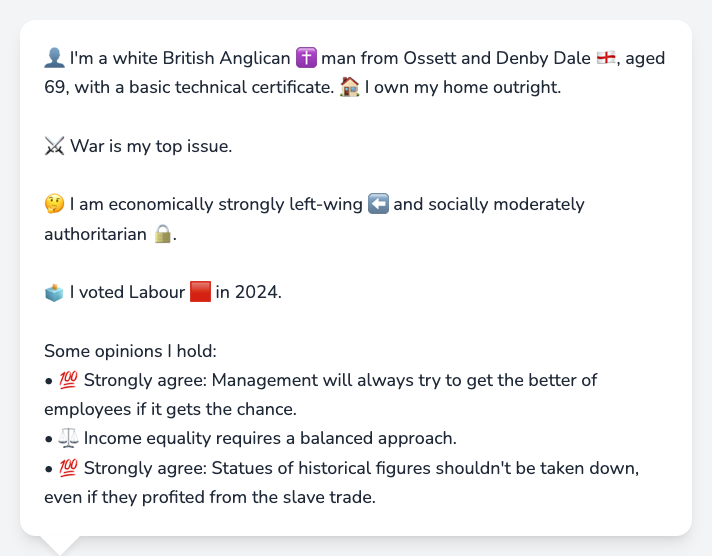 👤 I'm a white British Anglican ✝️ man from Ossett and Denby Dale 🏴󠁧󠁢󠁥󠁮󠁧󠁿, aged
69, with a basic technical certificate. 🏠 I own my home outright.
⚔️ War is my top issue.
🤔 I am economically strongly left-wing ⬅️ and socially moderately
authoritarian 🔒.
🗳️ I voted Labour 🟥 in 2024.
Some opinions I hold:
• 💯 Strongly agree: Management will always try to get the better of
employees if it gets the chance.
• ⚖️ Income equality requires a balanced approach.
• 💯 Strongly agree: Statues of historical figures shouldn't be taken down,
even if they profited from the slave trade.